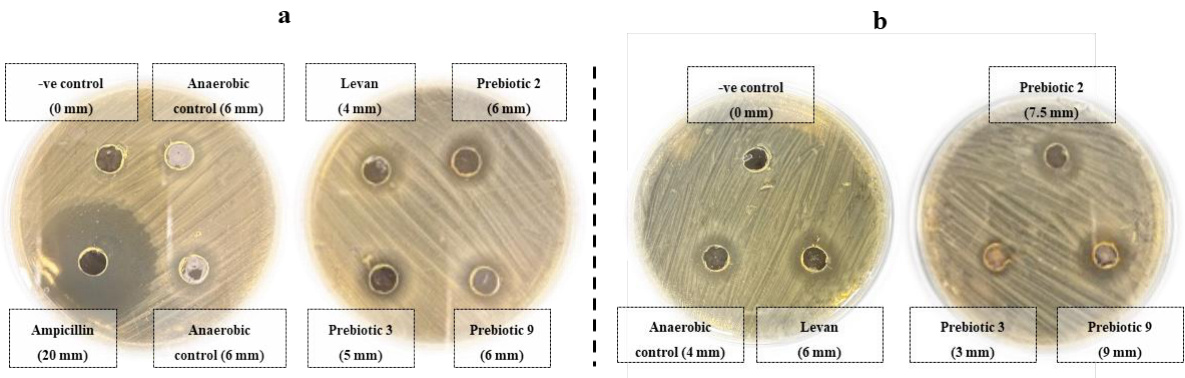 a
b
-ve control
(0 mm)
Anaerobic
control (6 mm)
Levan
(4 mm)
Prebiotic 2
(6 mm)
Ampicillin
(20 mm)
Anaerobic
control (6 mm)
Prebiotic 3
(5 mm)
Prebiotic 9
(6 mm)
-ve control
(0 mm)
Prebiotic 2
(7.5 mm)
Anaerobic
control (4 mm)
Levan
(6 mm)
Prebiotic 3
(3 mm)
Prebiotic 9
(9 mm)